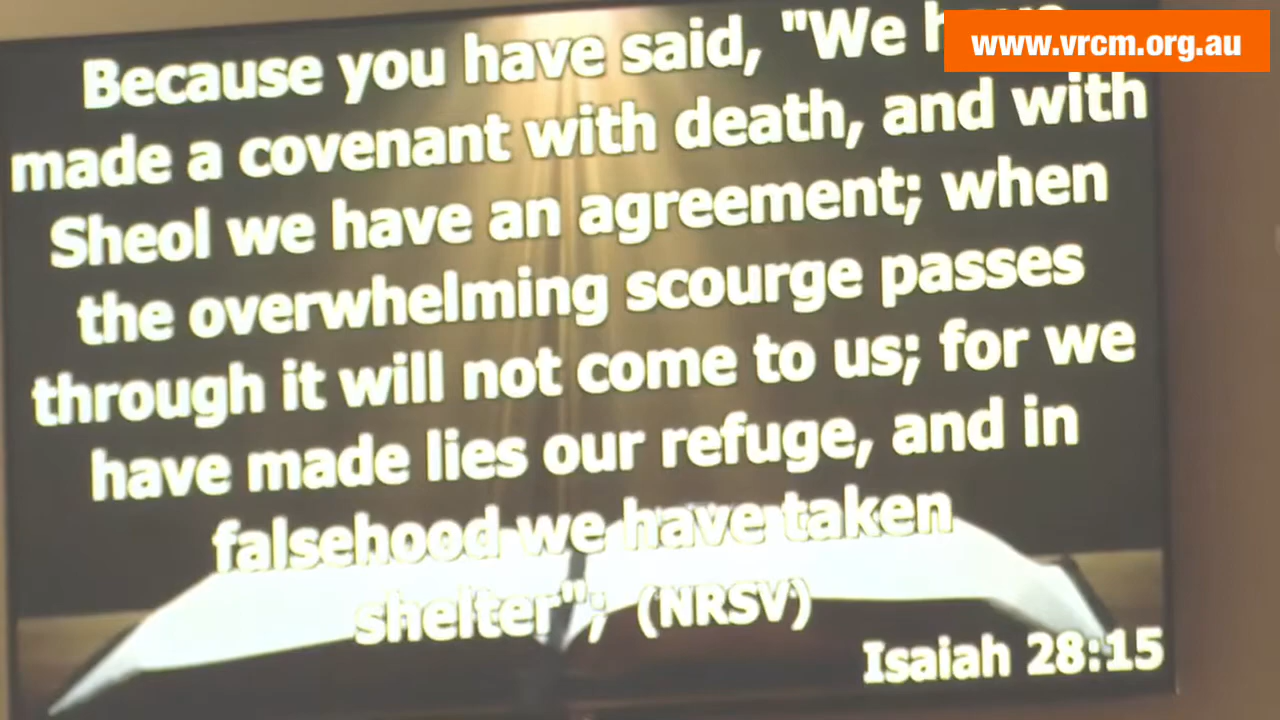 Because you have said, "We have
www.vrcm.org.au
made a covenant with death, and with
Sheol we have an agreement; when
the overwhelming scourge passes
through it will not come to us; for we
have made lies our refuge, and in
falsehood we have taken
shelter"; (NRSV)
Isaiah 28:15